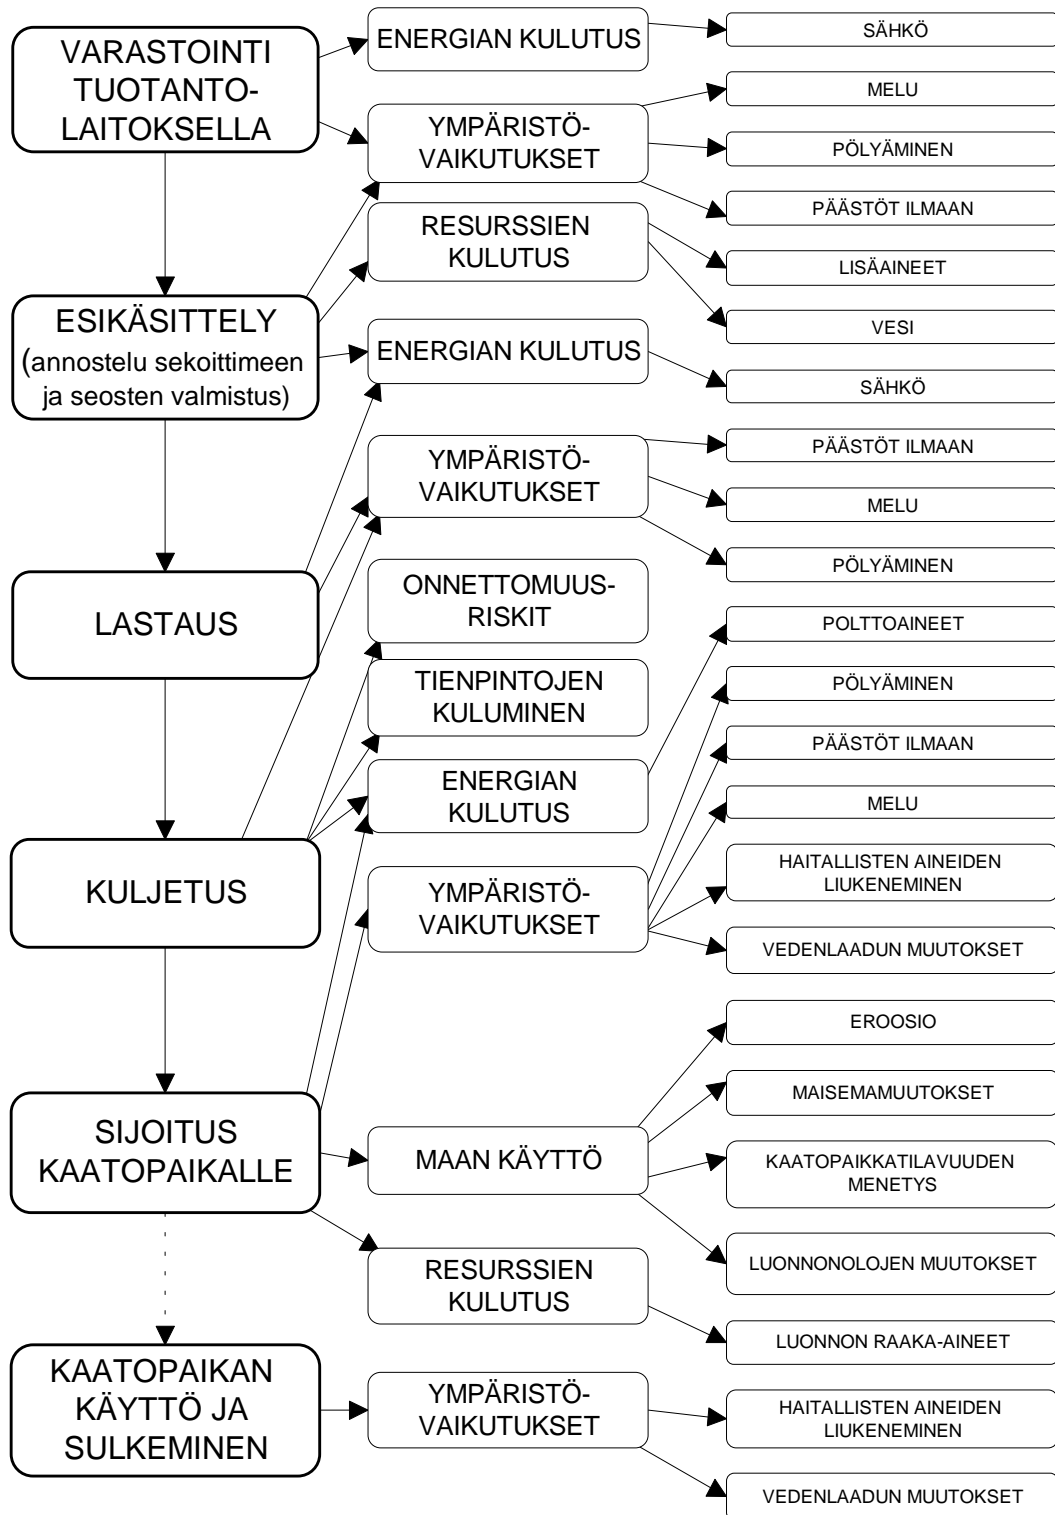 VARASTOINTI
TUOTANTO-
LAITOKSELLA
ESIKÄSITTELY
(annostelu sekoittimeen
ja seosten valmistus)
LASTAUS
KULJETUS
SIJOITUS
KAATOPAIKALLE
KAATOPAIKAN
KÄYTTÖ JA
SULKEMINEN
ENERGIAN KULUTUS
YMPÄRISTÖ-
VAIKUTUKSET
RESURSSIEN
KULUTUS
ENERGIAN KULUTUS
YMPÄRISTÖ-
VAIKUTUKSET
ONNETTOMUUS-
RISKIT
TIENPINTOJEN
KULUMINEN
ENERGIAN
KULUTUS
YMPÄRISTÖ-
VAIKUTUKSET
MAAN KÄYTTÖ
RESURSSIEN
KULUTUS
YMPÄRISTÖ-
VAIKUTUKSET
SÄHKÖ
MELU
PÖLYÄMINEN
PÄÄSTÖT ILMAAN
LISÄAINEET
VESI
SÄHKÖ
PÄÄSTÖT ILMAAN
MELU
PÖLYÄMINEN
POLTTOAINEET
PÖLYÄMINEN
PÄÄSTÖT ILMAAN
MELU
HAITALLISTEN AINEIDEN
LIUKENEMINEN
VEDENLAADUN MUUTOKSET
EROOSIO
MAISEMAMUUTOKSET
KAATOPAIKKATILAVUUDEN
MENETYS
LUONNONOLOJEN MUUTOKSET
LUONNON RAAKA-AINEET
HAITALLISTEN AINEIDEN
LIUKENEMINEN
VEDENLAADUN MUUTOKSET